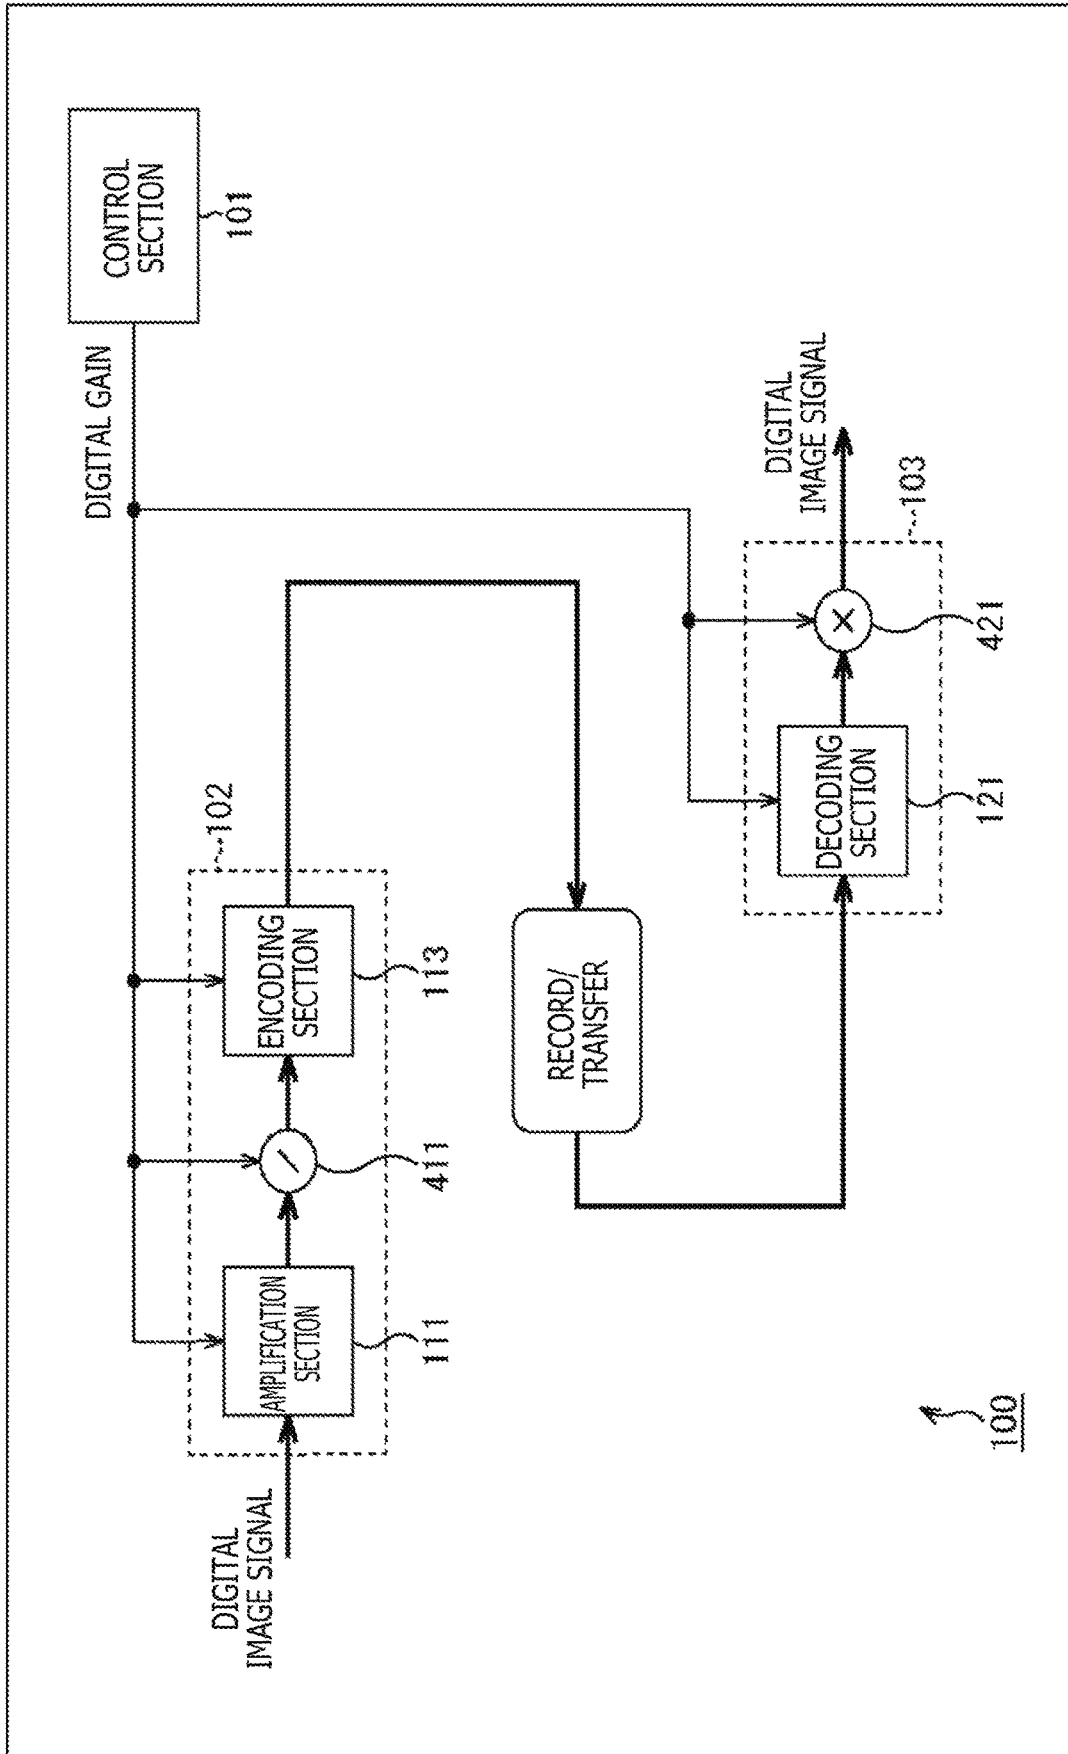 CONTROL
SECTION
101
DIGITAL GAIN
102
DIGITAL
IMAGE SIGNAL
AMPLIFICATION
SECTION
111
/
411
ENCODING
SECTION
113
RECORD/
TRANSFER
103
DECODING
SECTION
121
×
421
DIGITAL
IMAGE SIGNAL
100